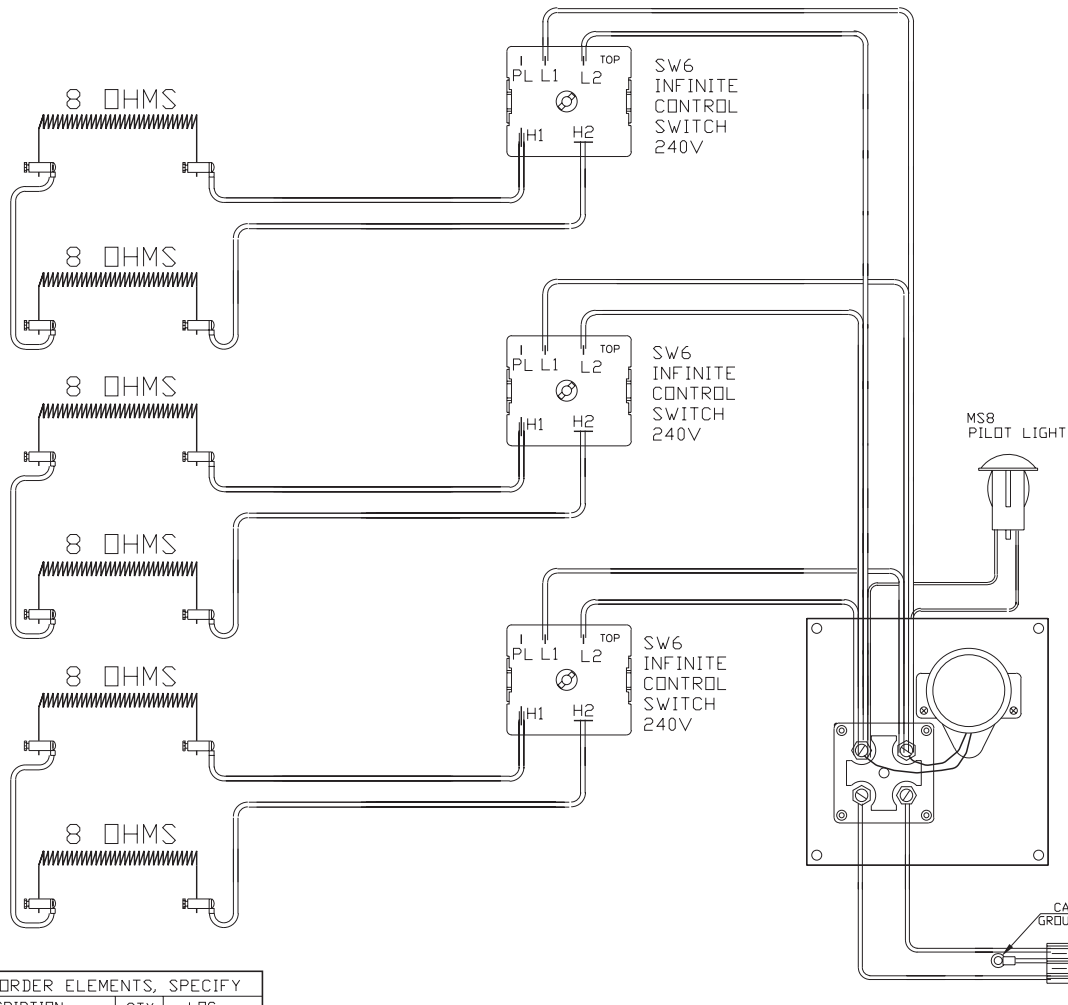 8 OHMS
8 OHMS
PL L1 L2 TOP
H1 H2
SW6
INFINITE
CONTROL
SWITCH
240V
8 OHMS
8 OHMS
PL L1 L2 TOP
H1 H2
SW6
INFINITE
CONTROL
SWITCH
240V
MS8
PILOT LIGHT
8 OHMS
8 OHMS
PL L1 L2 TOP
H1 H2
SW6
INFINITE
CONTROL
SWITCH
240V
CA
GROU
ORDER ELEMENTS, SPECIFY
QTY